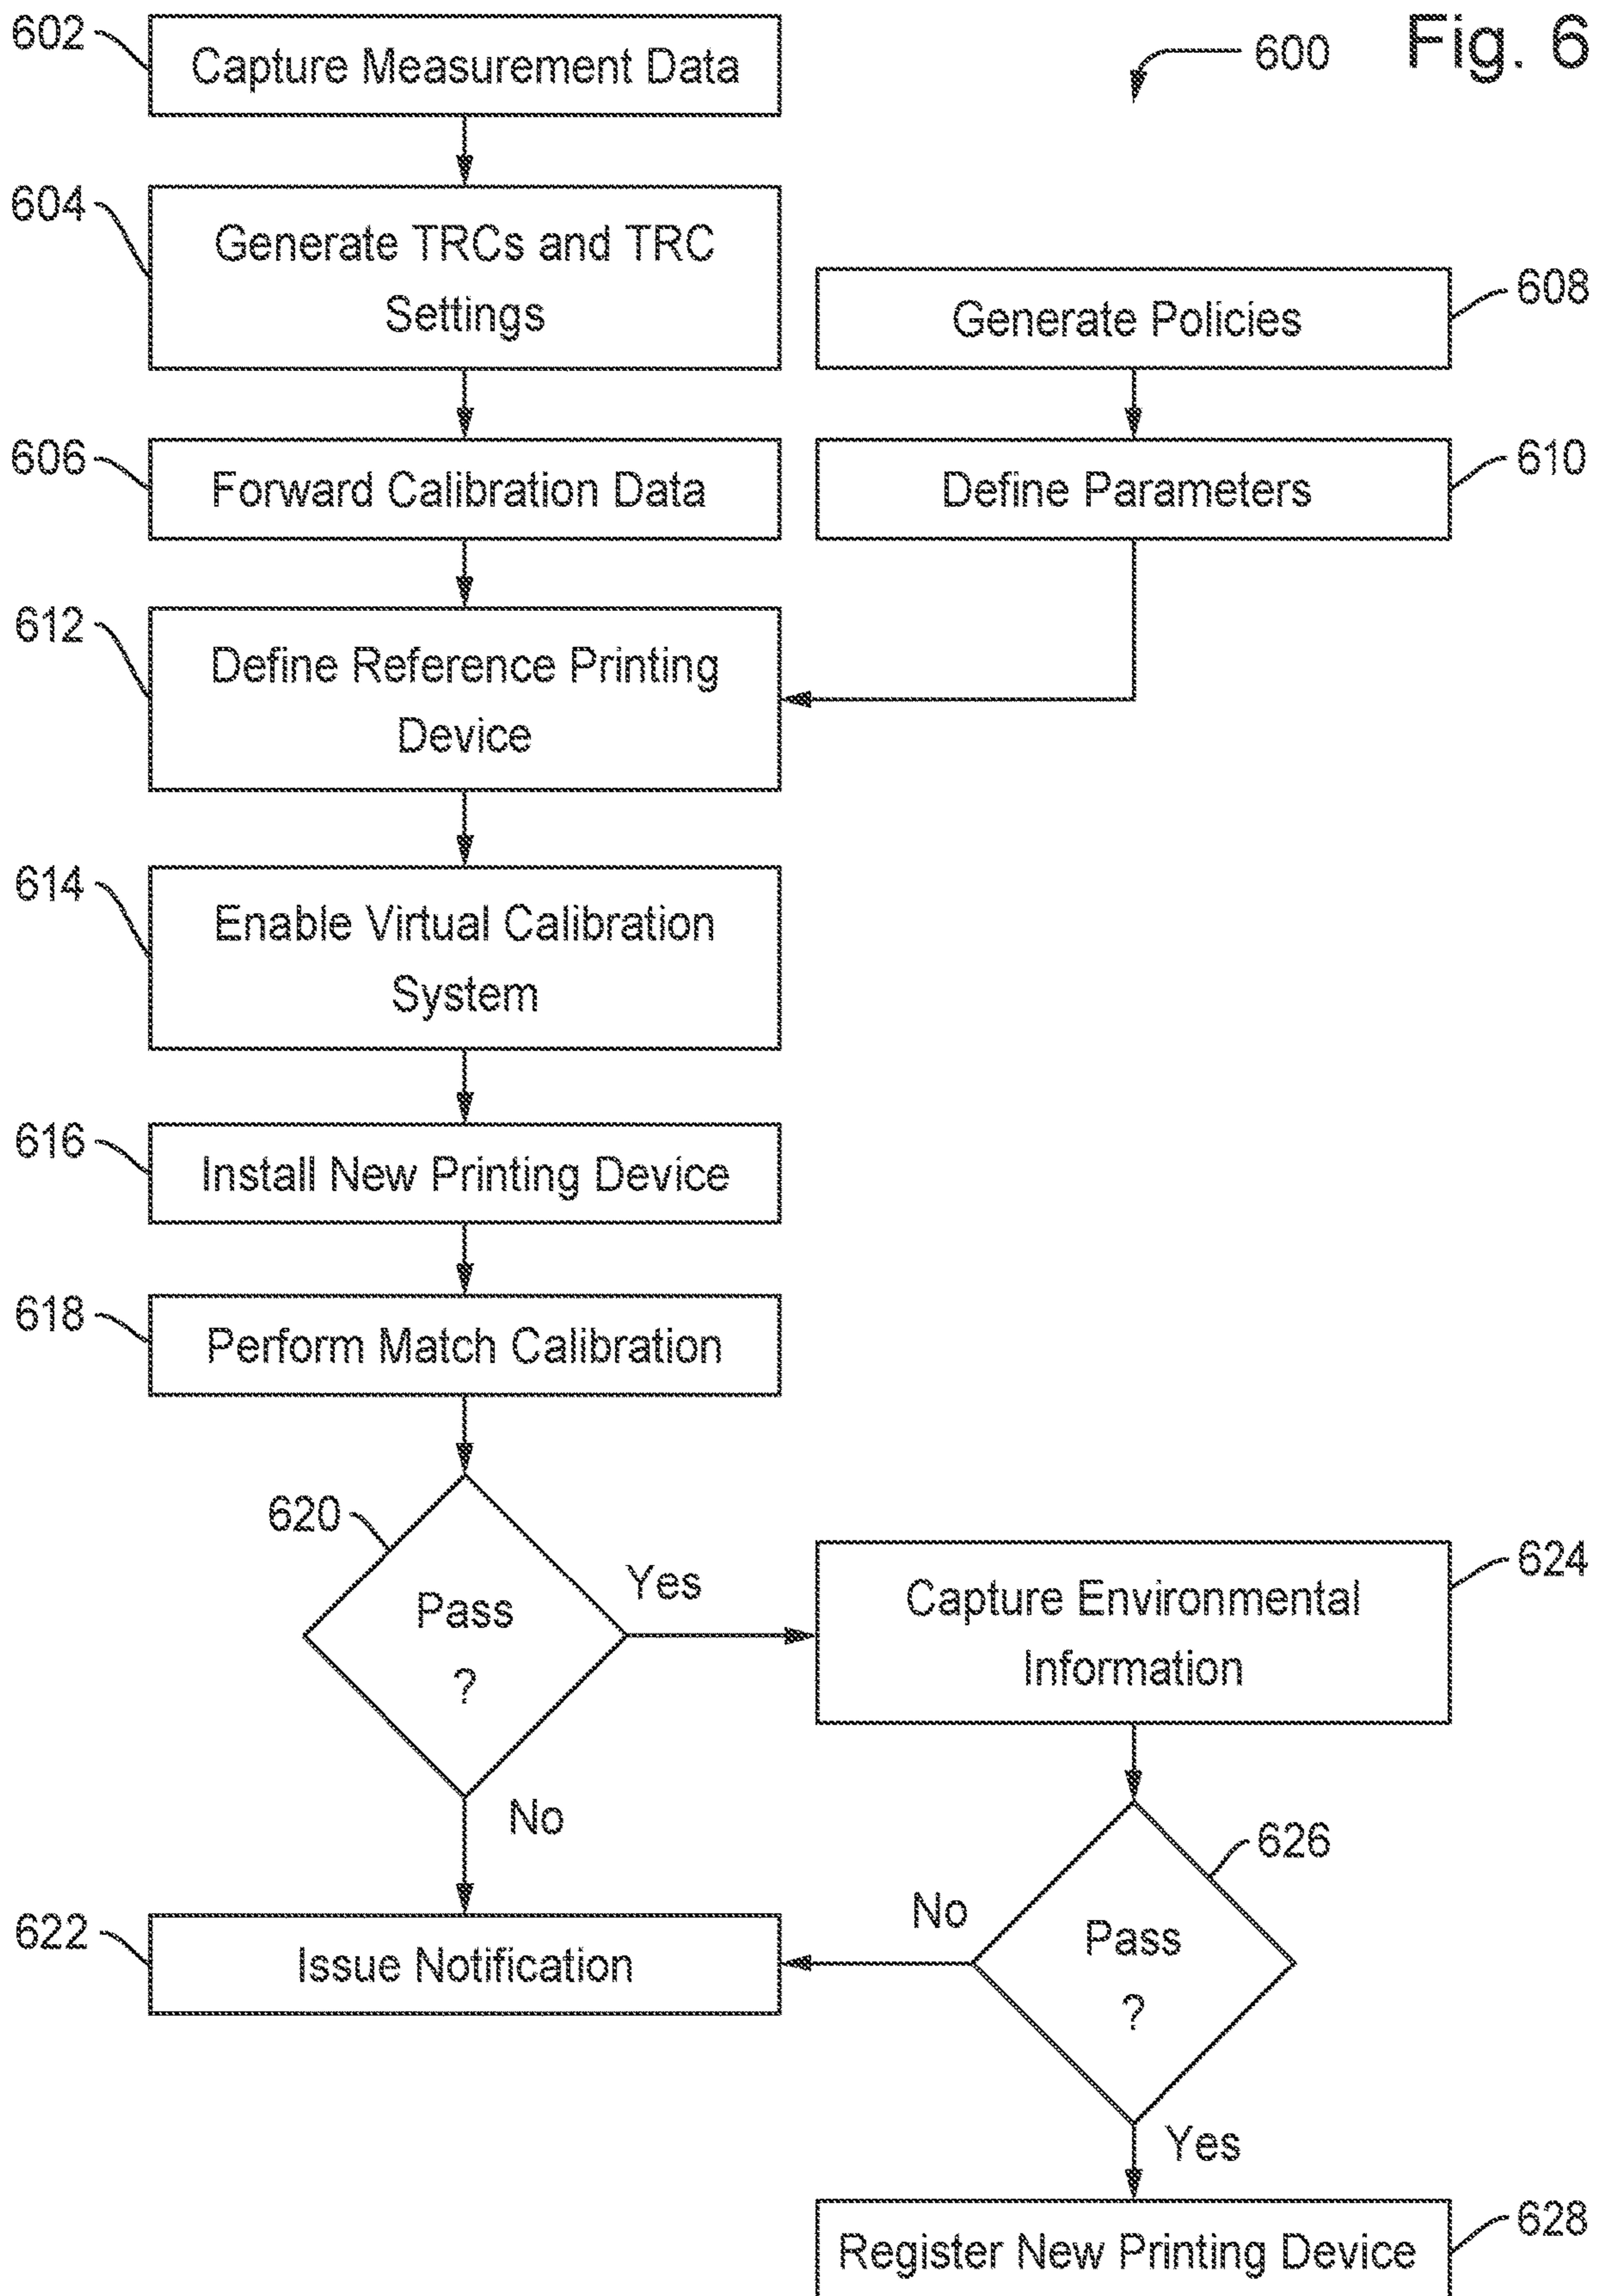 Fig. 6
600
602
Capture Measurement Data
604
Generate TRCs and TRC
Settings
608
Generate Policies
606
Forward Calibration Data
610
Define Parameters
612
Define Reference Printing
Device
614
Enable Virtual Calibration
System
616
Install New Printing Device
618
Perform Match Calibration
620
Pass
?
Yes
No
624
Capture Environmental
Information
626
Pass
?
No
Yes
622
Issue Notification
628
Register New Printing Device